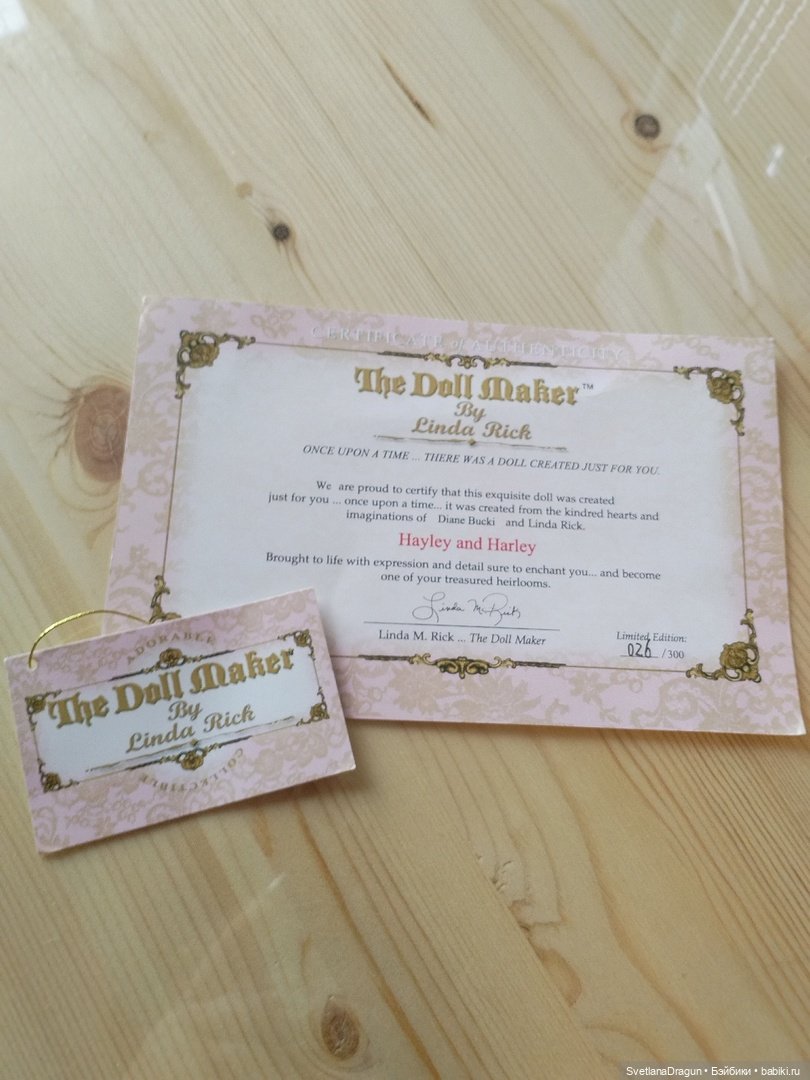 CERTIFICATE of AUTHENTICITY
The Doll Maker™
By
Linda Rick
ONCE UPON A TIME ... THERE WAS A DOLL CREATED JUST FOR YOU.
We are proud to certify that this exquisite doll was created
just for you ... once upon a time... it was created from the kindred hearts and
imaginations of Diane Bucki and Linda Rick.
Hayley and Harley
Brought to life with expression and detail sure to enchant you... and become
one of your treasured heirlooms.
Linda M. Rick
Linda M. Rick ... The Doll Maker
Limited Edition:
026 / 300
ADORABLE
The Doll Maker
By
Linda Rick
COLLECTIBLE
SvetlanaDragun • Бэйбики • babiki.ru